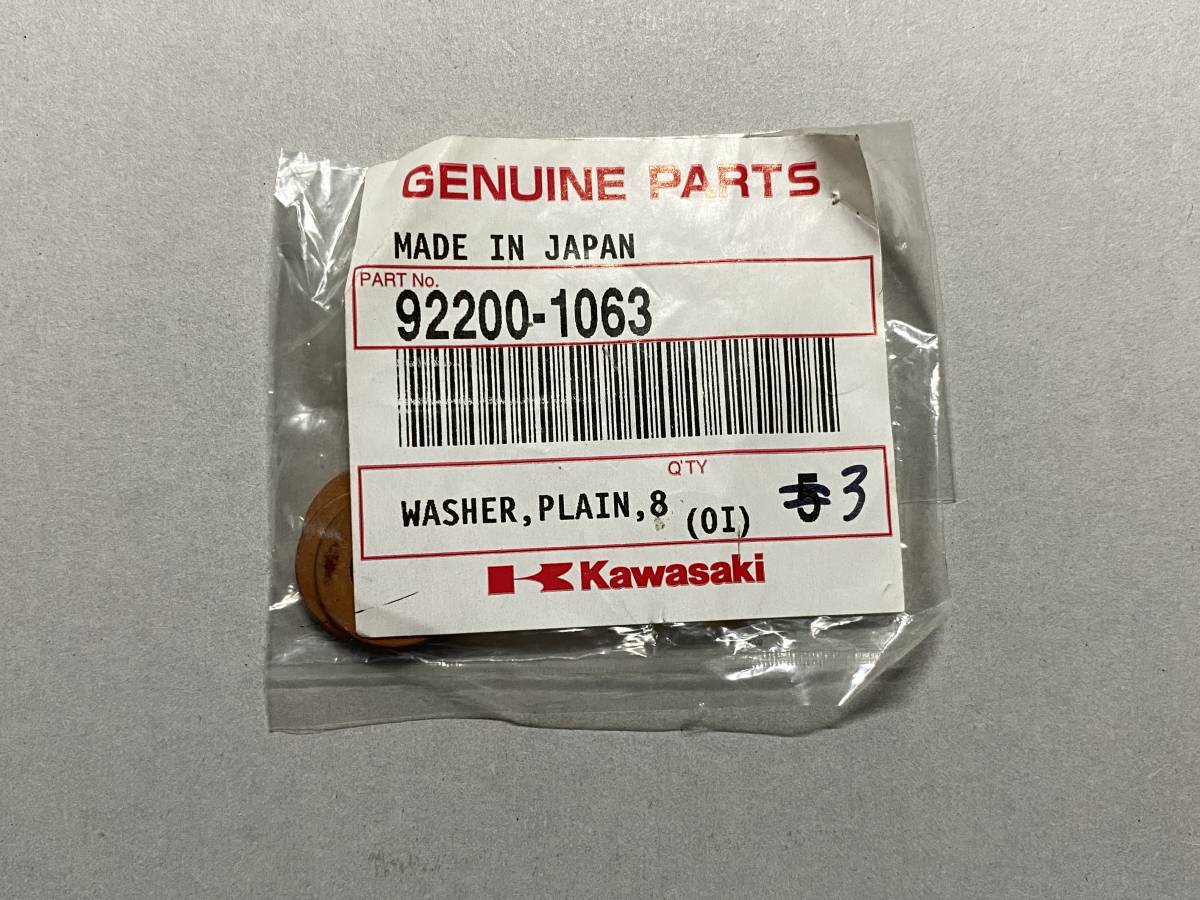 GENUINE PARTS
MADE IN JAPAN
PART No.
92200-1063
Q'TY
WASHER,PLAIN,8 (OI) 5 3
Kawasaki